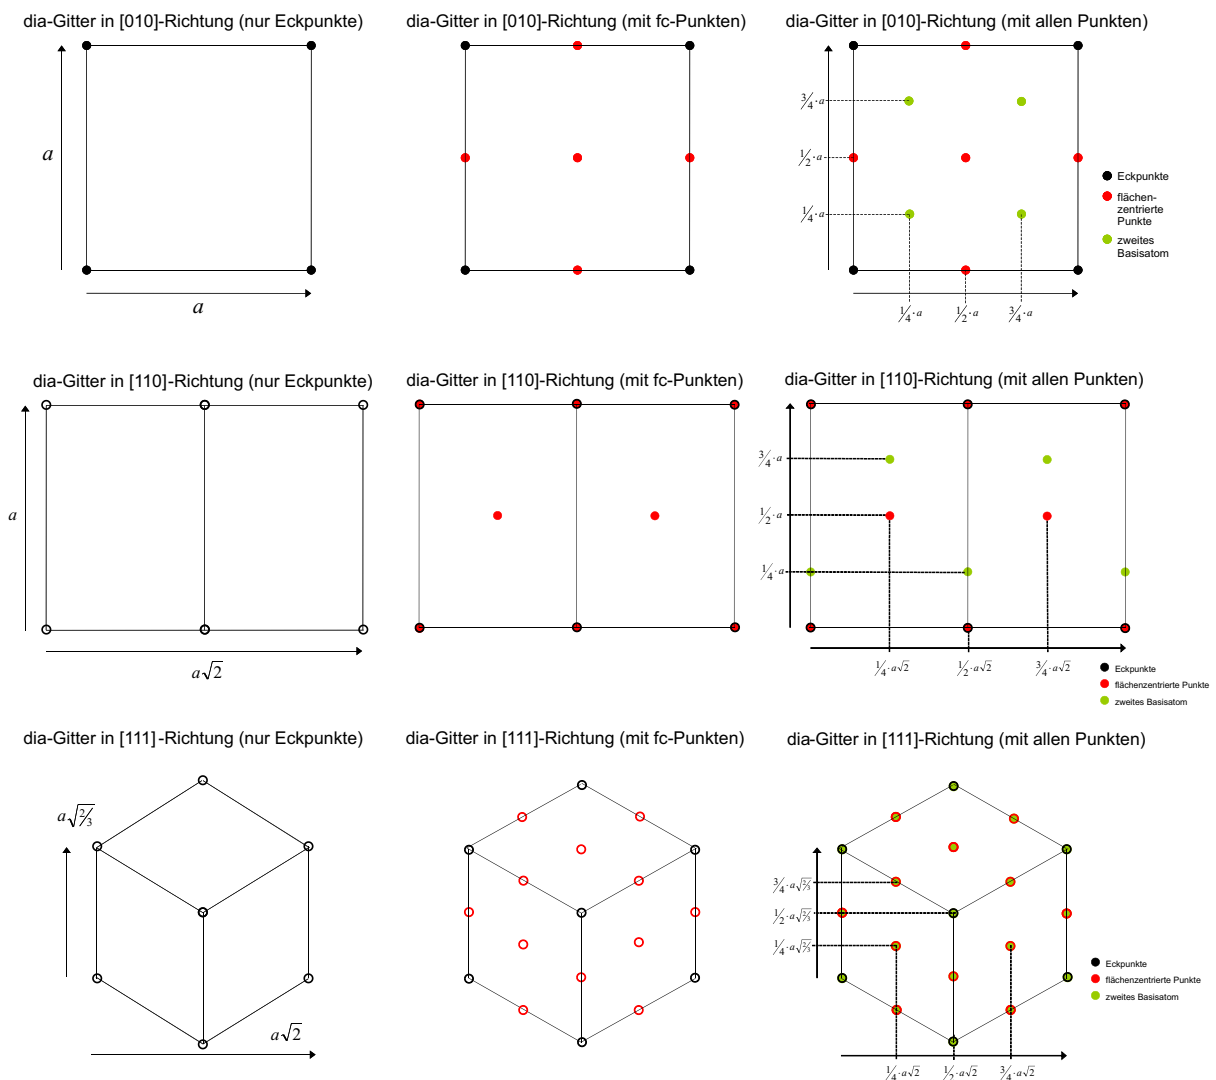 dia-Gitter in [010]-Richtung (nur Eckpunkte)
dia-Gitter in [010]-Richtung (mit fc-Punkten)
dia-Gitter in [010]-Richtung (mit allen Punkten)
a
a
3/4·a
1/2·a
1/4·a
1/4·a
1/2·a
3/4·a
Eckpunkte
flächen-
zentrierte
Punkte
zweites
Basisatom
dia-Gitter in [110]-Richtung (nur Eckpunkte)
dia-Gitter in [110]-Richtung (mit fc-Punkten)
dia-Gitter in [110]-Richtung (mit allen Punkten)
a
a√2
3/4·a
1/2·a
1/4·a
1/4·a√2
1/2·a√2
3/4·a√2
Eckpunkte
flächenzentrierte Punkte
zweites Basisatom
dia-Gitter in [111]-Richtung (nur Eckpunkte)
dia-Gitter in [111]-Richtung (mit fc-Punkten)
dia-Gitter in [111]-Richtung (mit allen Punkten)
a√2/3
a√2
3/4·a√2/3
1/2·a√2/3
1/4·a√2/3
1/4·a√2
1/2·a√2
3/4·a√2
Eckpunkte
flächenzentrierte Punkte
zweites Basisatom